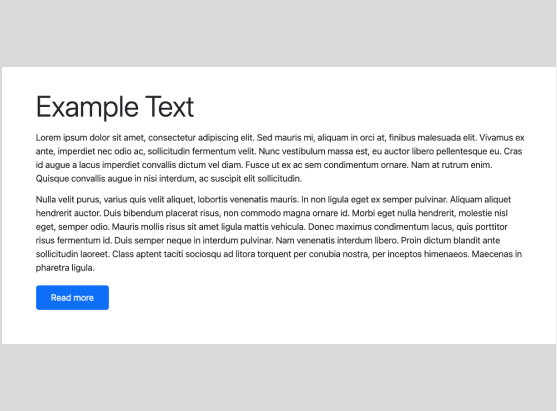 Example Text
Lorem ipsum dolor sit amet, consectetur adipiscing elit. Sed mauris mi, aliquam in orci at, finibus malesuada elit. Vivamus ex
ante, imperdiet nec odio ac, sollicitudin fermentum velit. Nunc vestibulum massa est, eu auctor libero pellentesque eu. Cras
id augue a lacus imperdiet convallis dictum vel diam. Fusce ut ex ac sem condimentum ornare. Nam at rutrum enim.
Quisque convallis augue in nisi interdum, ac suscipit elit sollicitudin.
Nulla velit purus, varius quis velit aliquet, lobortis venenatis mauris. In non ligula eget ex semper pulvinar. Aliquam aliquet
hendrerit auctor. Duis bibendum placerat risus, non commodo magna ornare id. Morbi eget nulla hendrerit, molestie nisl
eget, semper odio. Mauris mollis risus sit amet ligula mattis vehicula. Donec maximus condimentum lacus, quis porttitor
risus fermentum id. Duis semper neque in interdum pulvinar. Nam venenatis interdum libero. Proin dictum blandit ante
sollicitudin laoreet. Class aptent taciti sociosqu ad litora torquent per conubia nostra, per inceptos himenaeos. Maecenas in
pharetra ligula.
Read more